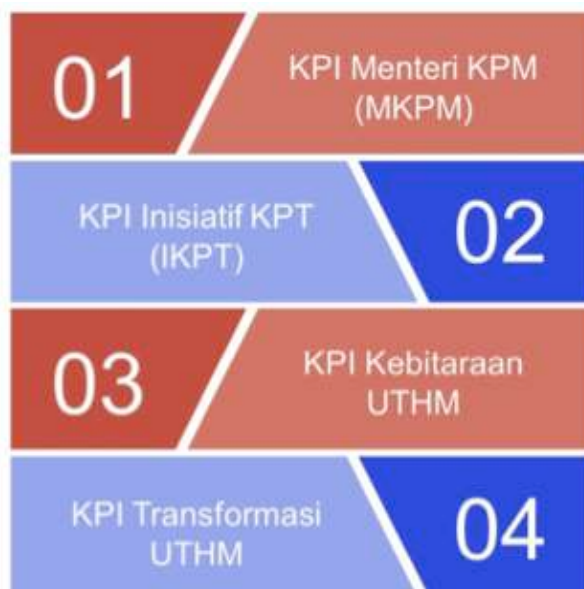 01
KPI Menteri KPM
(MKPM)
KPI Inisiatif KPT
(IKPT)
02
03
KPI Kebitaraan
UTHM
KPI Transformasi
UTHM
04